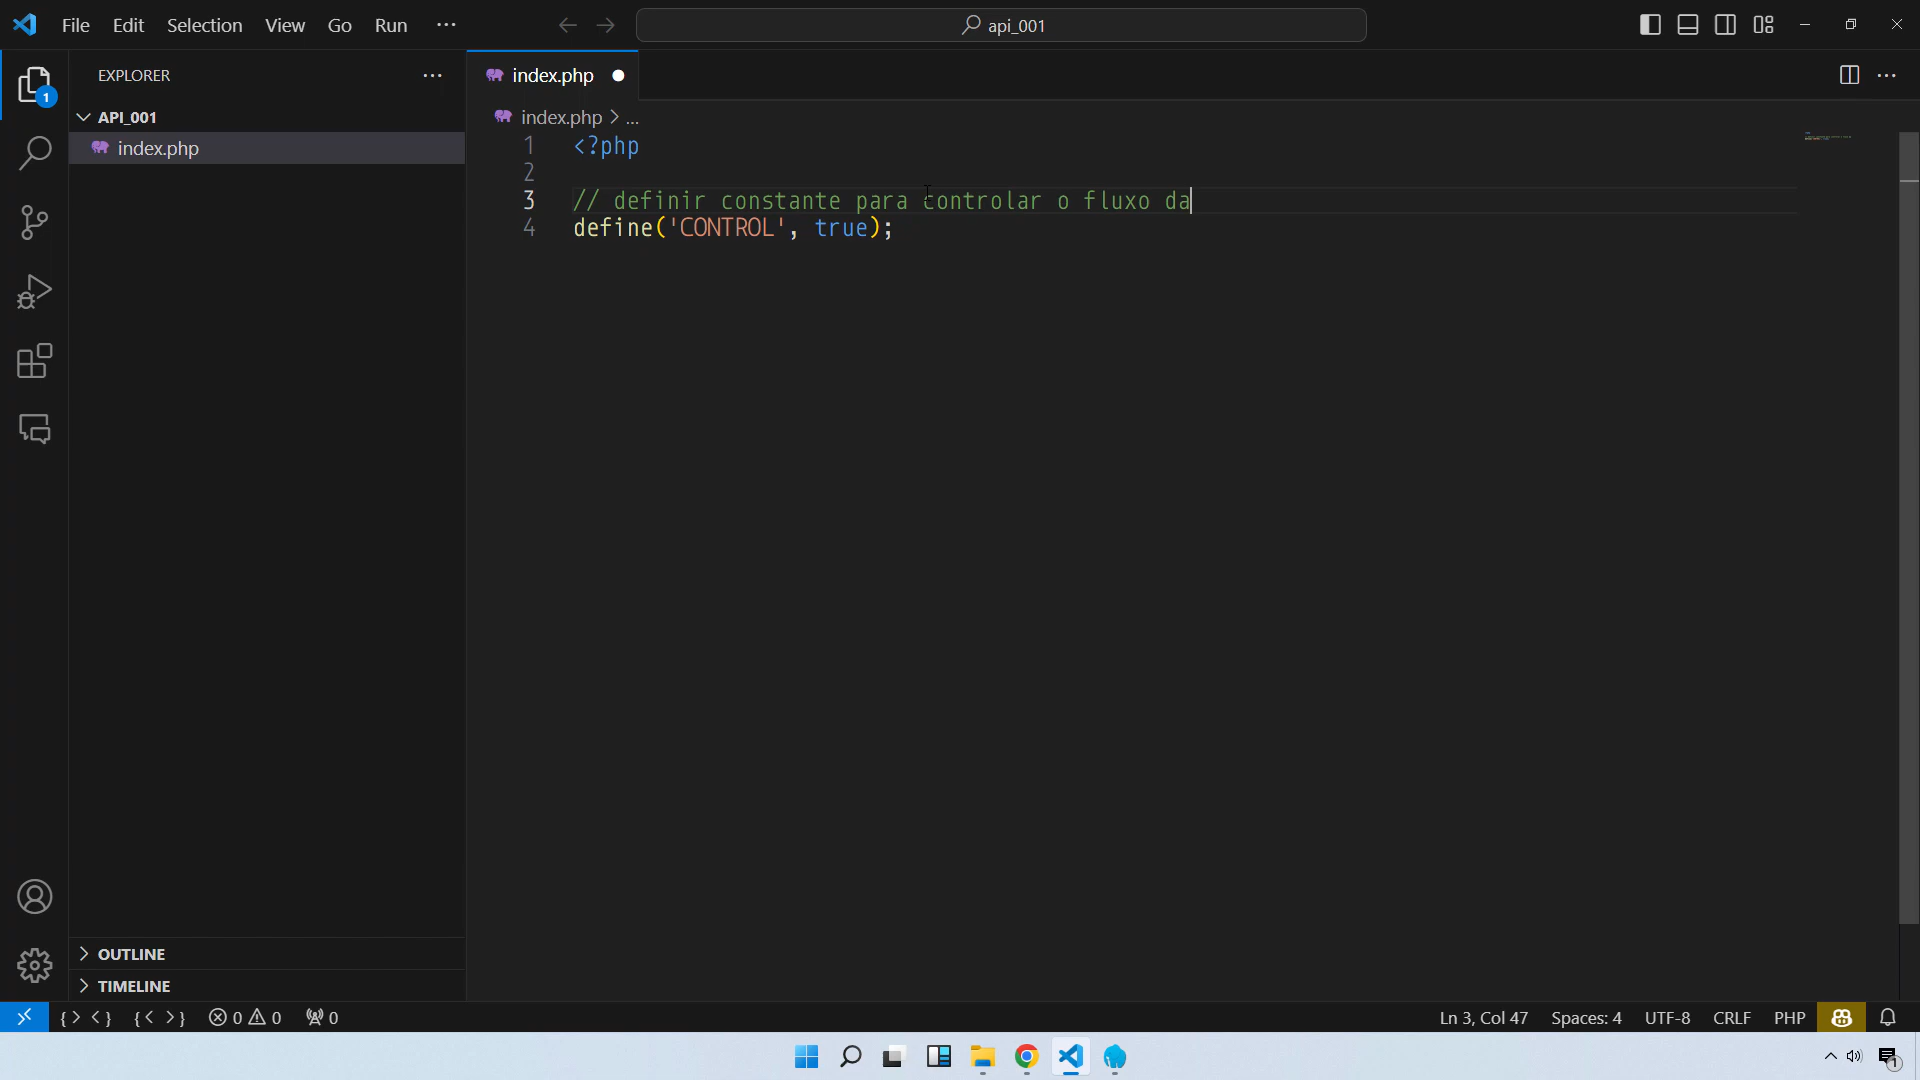 File Edit Selection View Go Run ···
api_001
EXPLORER ···
1
API_001
index.php
index.php
index.php > ...
1 <?php
2
3 // definir constante para controlar o fluxo da
4 define('CONTROL', true);
OUTLINE
TIMELINE
0 0 0
Ln 3, Col 47 Spaces: 4 UTF-8 CRLF PHP
1